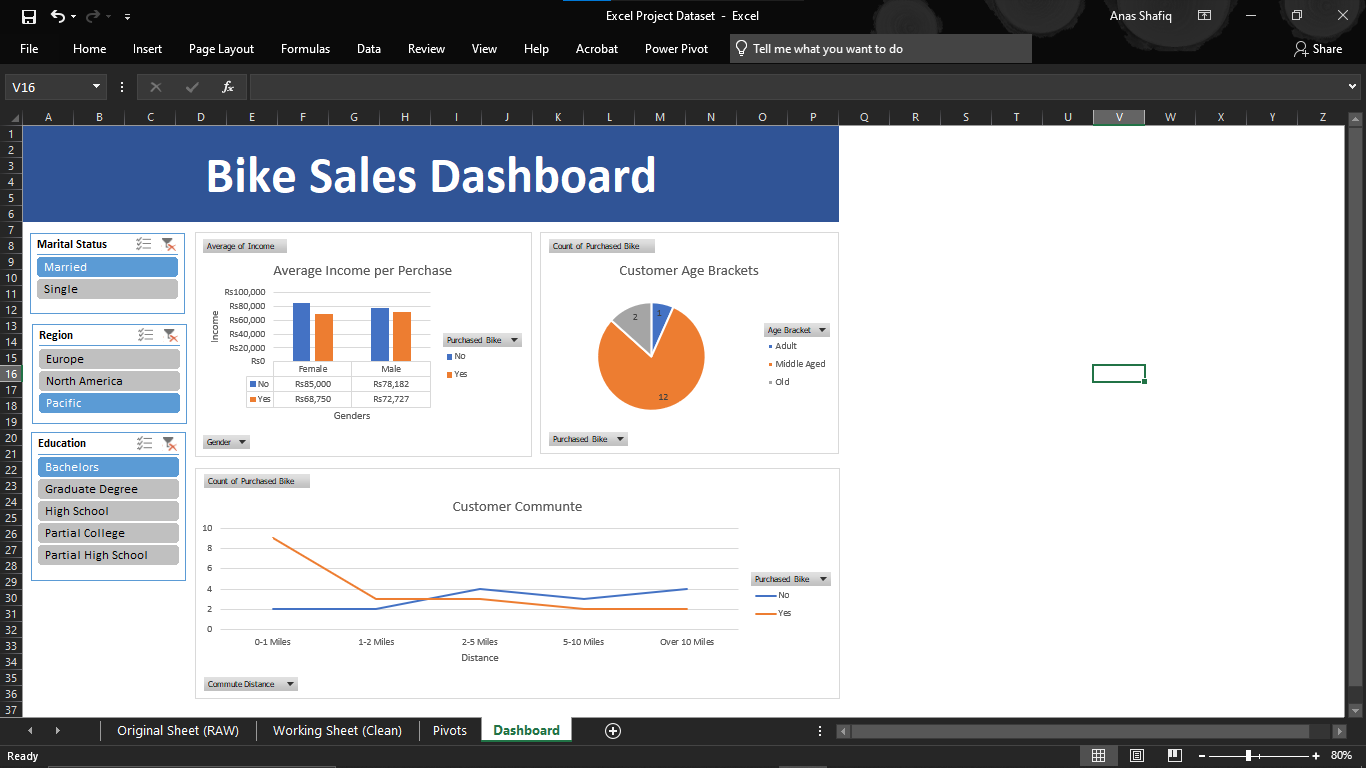 Excel Project Dataset - Excel
Anas Shafiq
File Home Insert Page Layout Formulas Data Review View Help Acrobat Power Pivot Tell me what you want to do Share
V16 fx
A B C D E F G H I J K L M N O P Q R S T U V W X Y Z
1
2
3
4
5
6
7
8
9
10
11
12
13
14
15
16
17
18
19
20
21
22
23
24
25
26
27
28
29
30
31
32
33
34
35
36
37
Bike Sales Dashboard
Marital Status
Married
Single
Region
Europe
North America
Pacific
Education
Bachelors
Graduate Degree
High School
Partial College
Partial High School
Average of Income
Average Income per Perchase
Income
Rs100,000
Rs80,000
Rs60,000
Rs40,000
Rs20,000
Rs0
Female Male
No Rs85,000 Rs78,182
Yes Rs68,750 Rs72,727
Genders
Purchased Bike
No
Yes
Gender
Count of Purchased Bike
Customer Age Brackets
1
2
12
Age Bracket
Adult
Middle Aged
Old
Purchased Bike
Count of Purchased Bike
Customer Communte
10
8
6
4
2
0
0-1 Miles 1-2 Miles 2-5 Miles 5-10 Miles Over 10 Miles
Distance
Purchased Bike
No
Yes
Commute Distance
Original Sheet (RAW) Working Sheet (Clean) Pivots Dashboard
Ready
80%